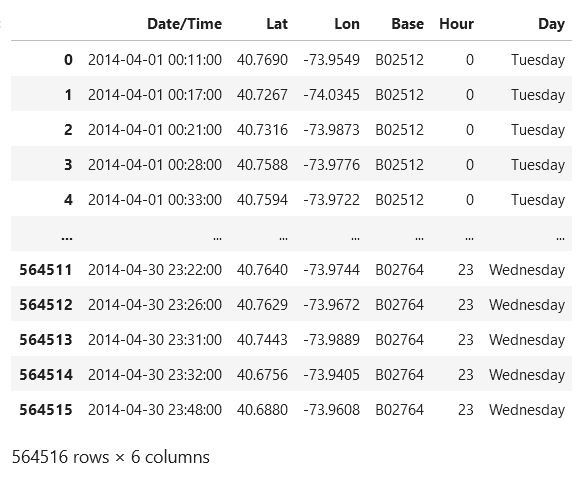 Date/Time Lat Lon Base Hour Day
0 2014-04-01 00:11:00 40.7690 -73.9549 B02512 0 Tuesday
1 2014-04-01 00:17:00 40.7267 -74.0345 B02512 0 Tuesday
2 2014-04-01 00:21:00 40.7316 -73.9873 B02512 0 Tuesday
3 2014-04-01 00:28:00 40.7588 -73.9776 B02512 0 Tuesday
4 2014-04-01 00:33:00 40.7594 -73.9722 B02512 0 Tuesday
... ... ... ... ... ... ...
564511 2014-04-30 23:22:00 40.7640 -73.9744 B02764 23 Wednesday
564512 2014-04-30 23:26:00 40.7629 -73.9672 B02764 23 Wednesday
564513 2014-04-30 23:31:00 40.7443 -73.9889 B02764 23 Wednesday
564514 2014-04-30 23:32:00 40.6756 -73.9405 B02764 23 Wednesday
564515 2014-04-30 23:48:00 40.6880 -73.9608 B02764 23 Wednesday
564516 rows × 6 columns